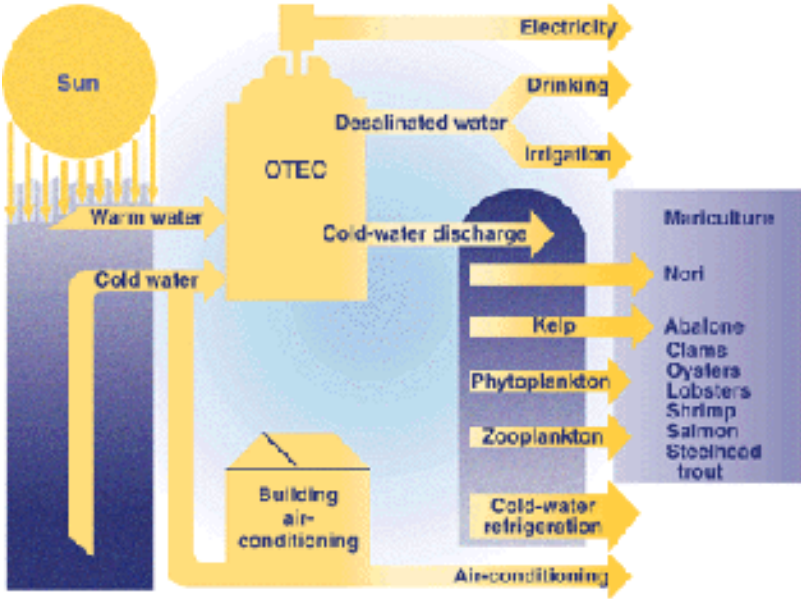 Sun
Warm water
Cold water
OTEC
Electricity
Desalinated water
Drinking
Irrigation
Cold-water discharge
Kelp
Phytoplankton
Zooplankton
Cold-water
refrigeration
Mariculture
Nori
Abalone
Clams
Oysters
Lobsters
Shrimp
Salmon
Steelhead
trout
Building
air-
conditioning
Air-conditioning